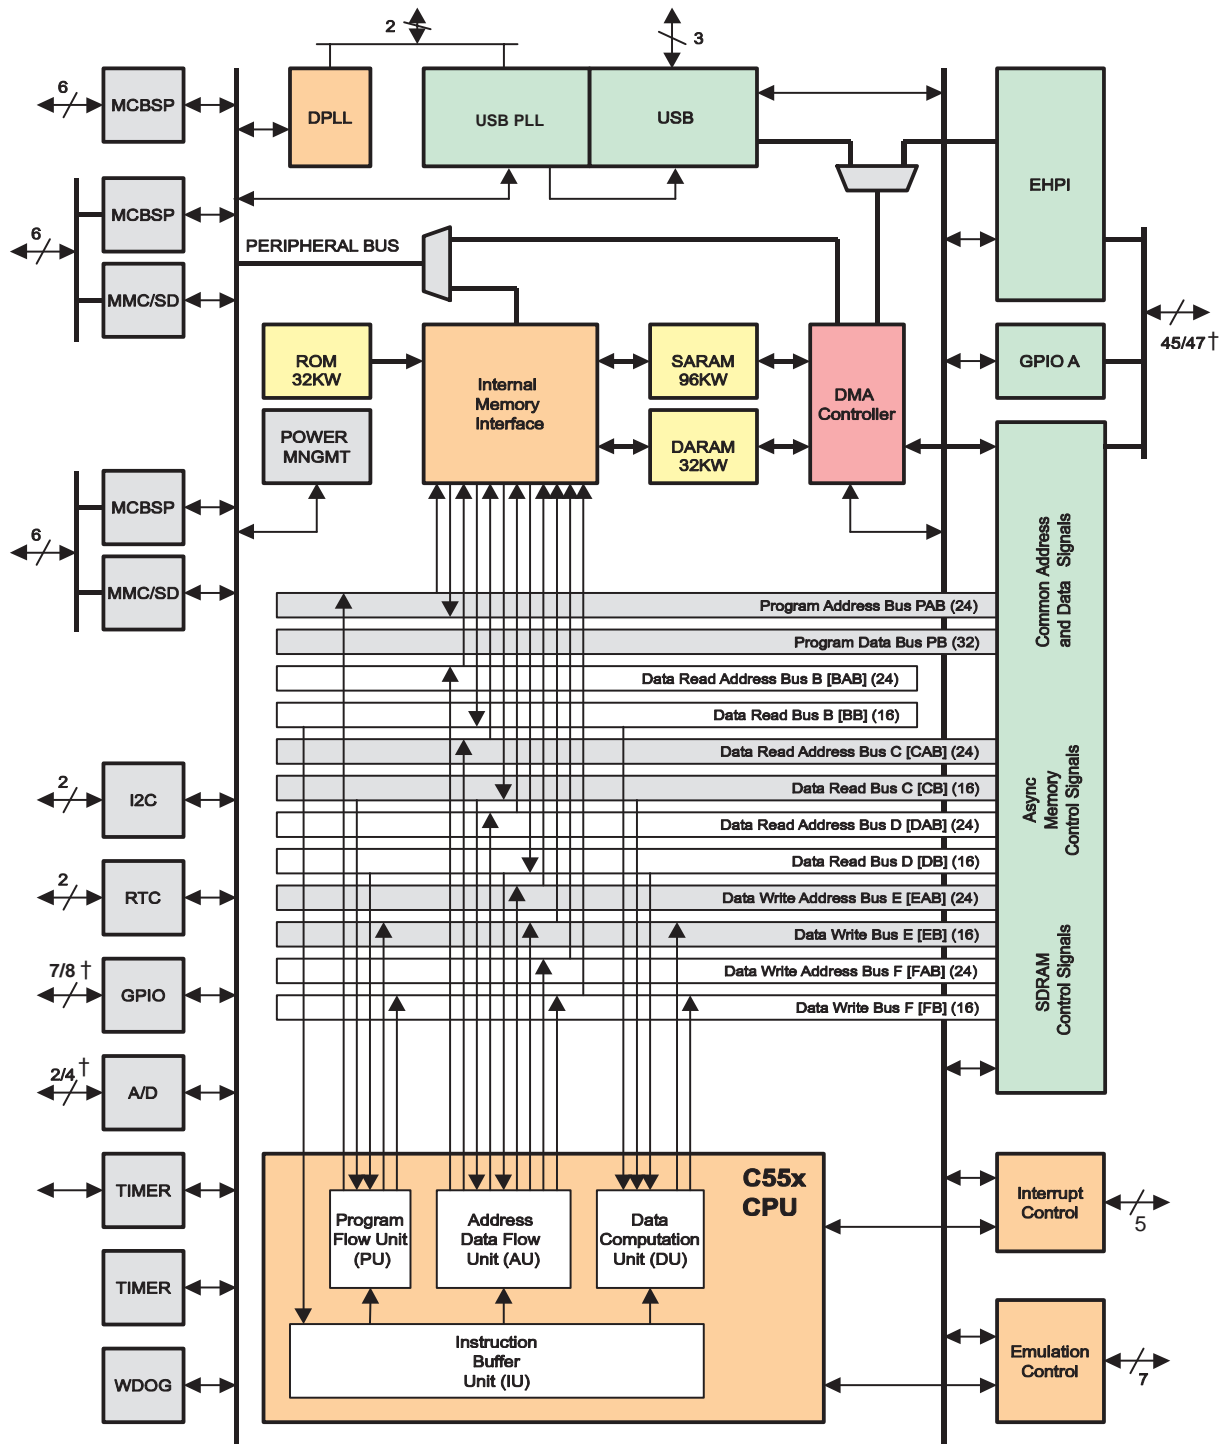 2
3
6
MCBSP
DPLL
USB PLL
USB
EHPI
6
MCBSP
PERIPHERAL BUS
MMC/SD
45/47†
ROM
32KW
Internal
Memory
Interface
SARAM
96KW
DMA
Controller
GPIO A
POWER
MNGMT
DARAM
32KW
6
MCBSP
MMC/SD
Common Address
and Data Signals
Program Address Bus PAB (24)
Program Data Bus PB (32)
Data Read Address Bus B [BAB] (24)
Data Read Bus B [BB] (16)
Data Read Address Bus C [CAB] (24)
Data Read Bus C [CB] (16)
Data Read Address Bus D [DAB] (24)
Data Read Bus D [DB] (16)
Data Write Address Bus E [EAB] (24)
Data Write Bus E [EB] (16)
Data Write Address Bus F [FAB] (24)
Data Write Bus F [FB] (16)
Async
Memory
Control Signals
SDRAM
Control Signals
2
I2C
2
RTC
7/8 †
GPIO
2/4 †
A/D
TIMER
TIMER
WDOG
C55x
CPU
Program
Flow Unit
(PU)
Address
Data Flow
Unit (AU)
Data
Computation
Unit (DU)
Instruction
Buffer
Unit (IU)
Interrupt
Control
5
Emulation
Control
7